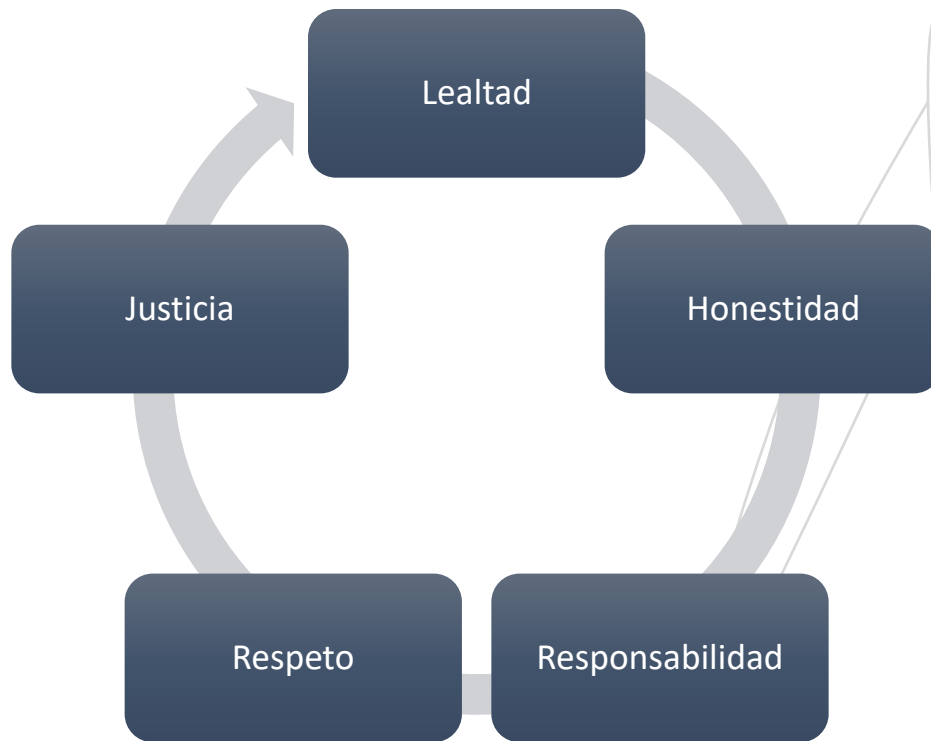 Lealtad
Honestidad
Responsabilidad
Respeto
Justicia